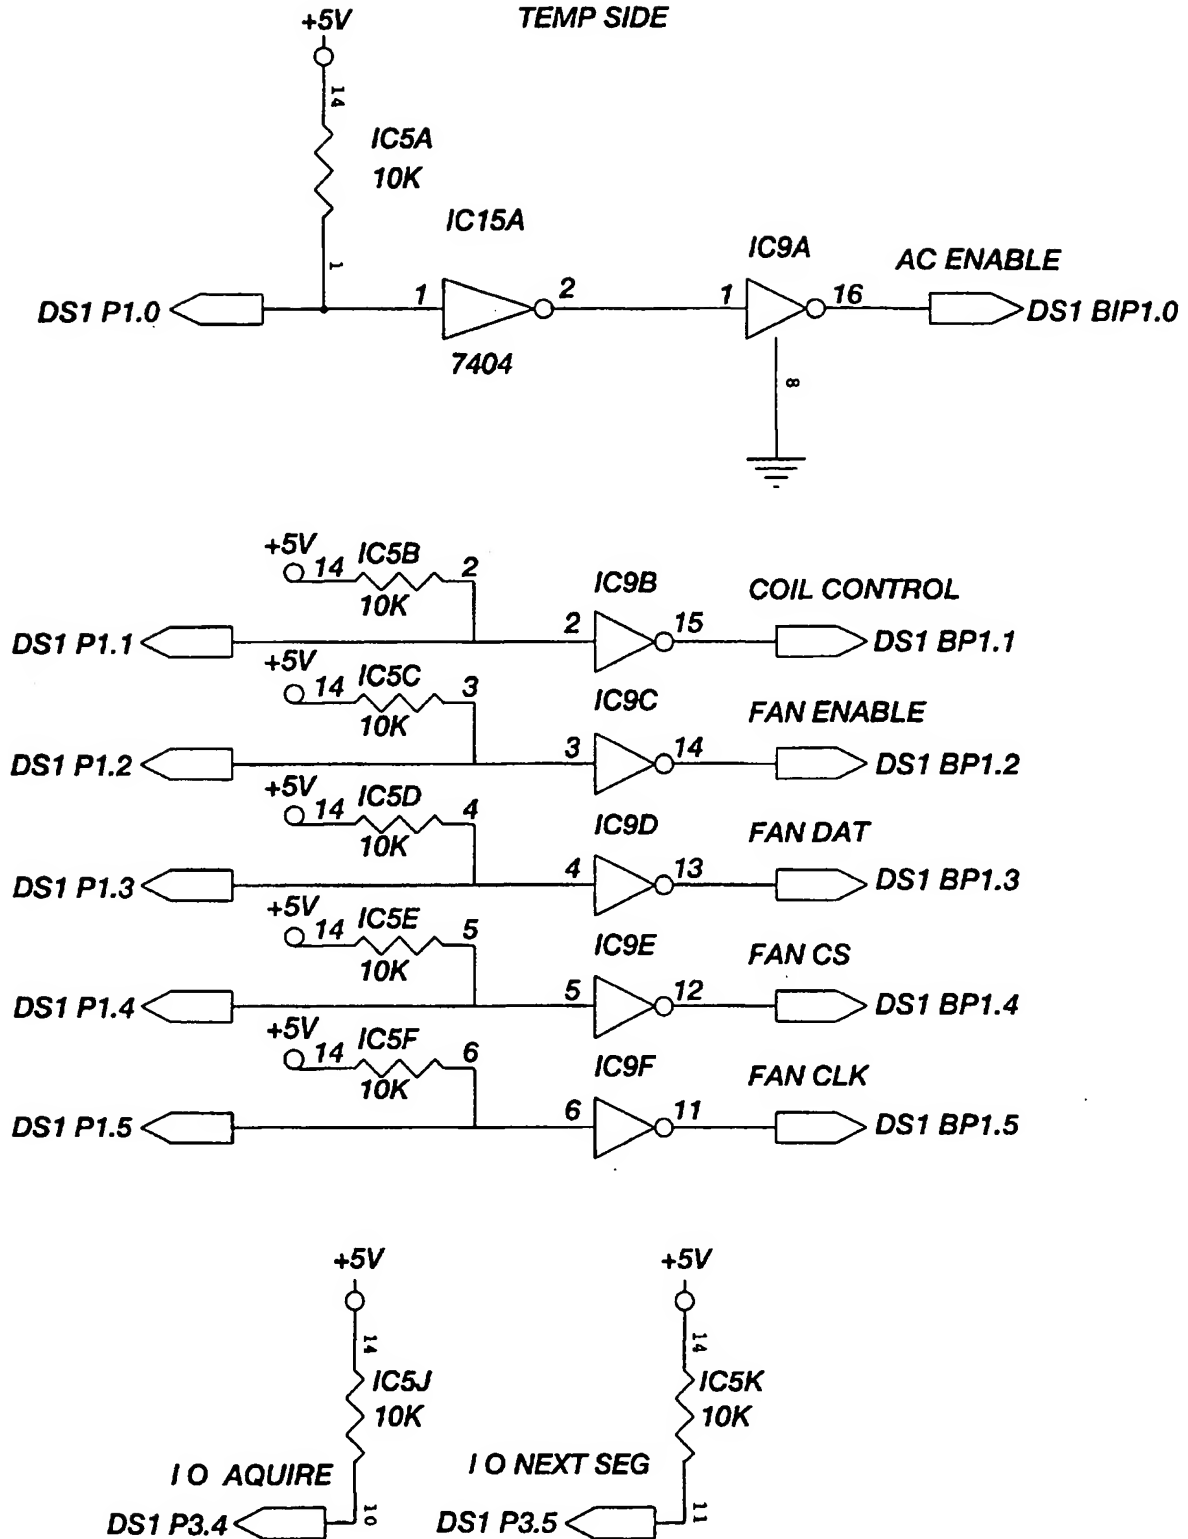 +5V
TEMP SIDE
14
IC5A
10K
1
IC15A
IC9A
AC ENABLE
DS1 P1.0
1
2
1
16
DS1 BIP1.0
7404
8
+5V
14
IC5B
2
10K
IC9B
COIL CONTROL
DS1 P1.1
2
15
DS1 BP1.1
+5V
14
IC5C
3
10K
IC9C
FAN ENABLE
DS1 P1.2
3
14
DS1 BP1.2
+5V
14
IC5D
4
10K
IC9D
FAN DAT
DS1 P1.3
4
13
DS1 BP1.3
+5V
14
IC5E
5
10K
IC9E
FAN CS
DS1 P1.4
5
12
DS1 BP1.4
+5V
14
IC5F
6
10K
IC9F
FAN CLK
DS1 P1.5
6
11
DS1 BP1.5
+5V
14
IC5J
10K
I O AQUIRE
10
DS1 P3.4
+5V
14
IC5K
10K
I O NEXT SEG
11
DS1 P3.5